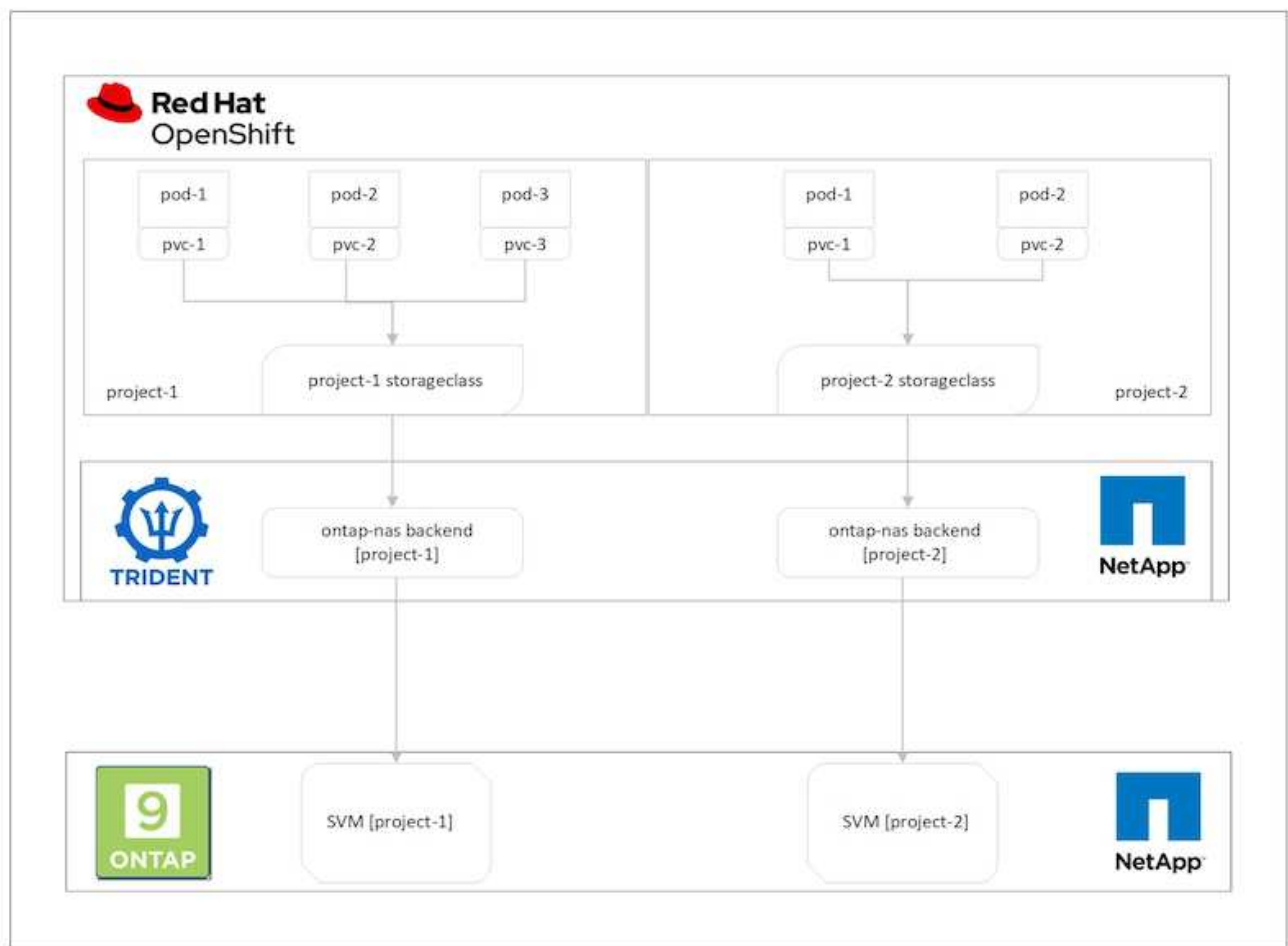 Red Hat
OpenShift
pod-1
pod-2
pod-3
pvc-1
pvc-2
pvc-3
project-1 storageclass
project-1
pod-1
pod-2
pvc-1
pvc-2
project-2 storageclass
project-2
TRIDENT
ontap-nas backend
[project-1]
ontap-nas backend
[project-2]
NetApp
9
ONTAP
SVM [project-1]
SVM [project-2]
NetApp